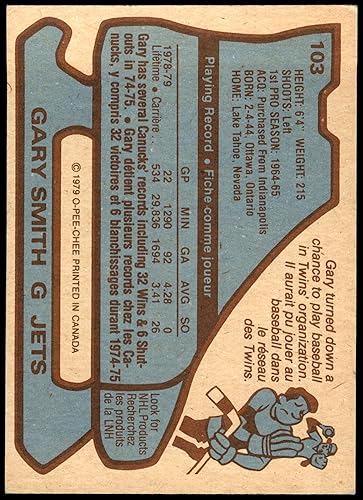 103
HEIGHT: 6'4" WEIGHT: 215
SHOOTS: Left
1st PRO SEASON: 1964-65
ACQ: Purchased From Indianapolis
BORN: 2-4-44, Ottawa, Ontario
HOME: Lake Tahoe, Nevada
Gary turned down a
chance to play baseball
in Twins' organization.
Il aurait pu jouer au
baseball dans
le réseau
des Twins.
Playing Record • Fiche comme joueur
GP MIN GA AVG SO
1978-79 22 1290 92 4.28 0
Lifetime • Carrière 534 29,836 1694 3.41 26
Gary has several Canucks' records including 32 Wins & 6 Shut-
outs in 74-75. • Gary détient plusieurs records chez les Ca-
nucks, y compris 32 victoires et 6 blanchissages durant 1974-75
Look for
NHL Products
Recherchez
les produits
de la LNH
© 1979 O-PEE-CHEE PRINTED IN CANADA
GARY SMITH G JETS